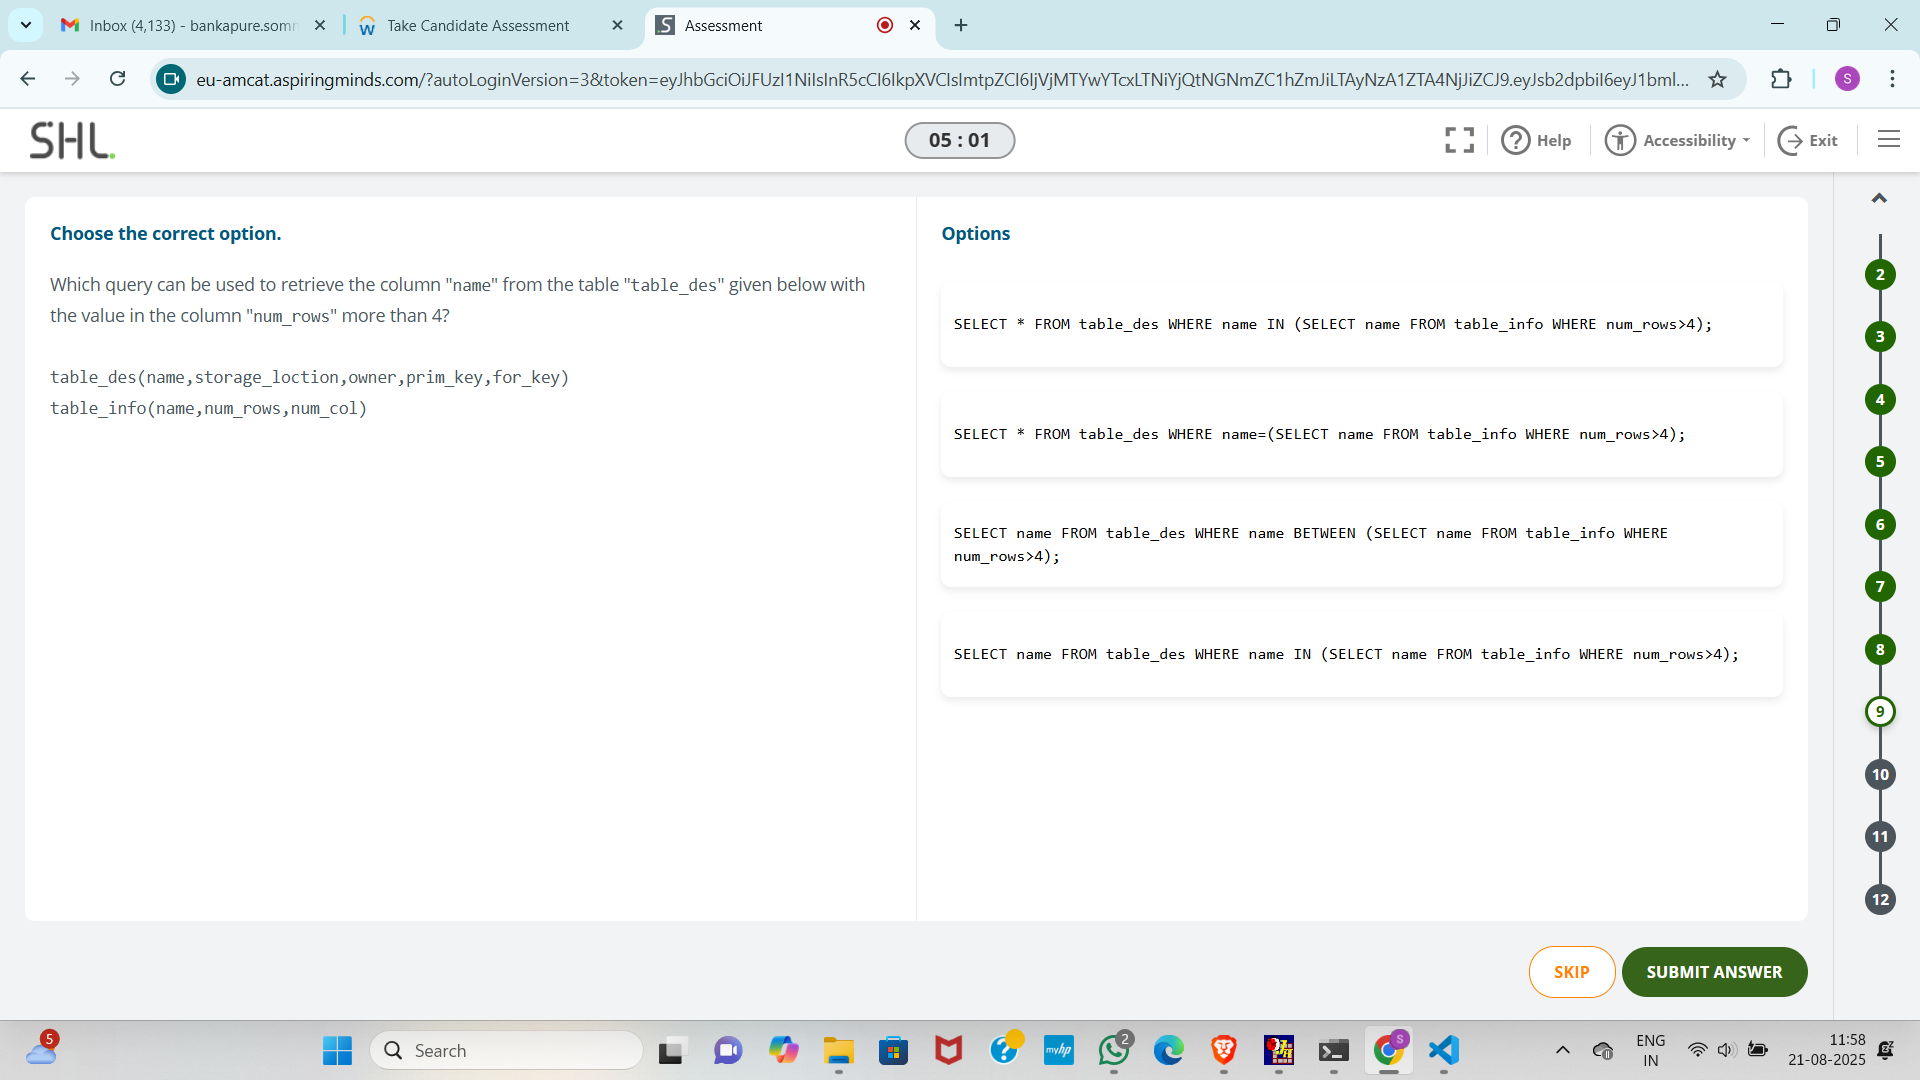 Inbox (4,133) - bankapure.somn
Take Candidate Assessment
Assessment
eu-amcat.aspiringminds.com/?autoLoginVersion=3&token=eyJhbGciOiJFUzI1NiIsInR5cCI6IkpXVCIsImtpZCI6IjVjMTYwYTcxLTNiYjQtNGNmZC1hZmJiLTAyNzA1ZTA4NjJiZCJ9.eyJsb2dpbiI6eyJ1bml...
S
SHL.
05 : 01
Help
Accessibility
Exit
Choose the correct option.
Which query can be used to retrieve the column "name" from the table "table_des" given below with
the value in the column "num_rows" more than 4?
table_des(name,storage_loction,owner,prim_key,for_key)
table_info(name,num_rows,num_col)
Options
SELECT * FROM table_des WHERE name IN (SELECT name FROM table_info WHERE num_rows>4);
SELECT * FROM table_des WHERE name=(SELECT name FROM table_info WHERE num_rows>4);
SELECT name FROM table_des WHERE name BETWEEN (SELECT name FROM table_info WHERE
num_rows>4);
SELECT name FROM table_des WHERE name IN (SELECT name FROM table_info WHERE num_rows>4);
2
3
4
5
6
7
8
9
10
11
12
SKIP
SUBMIT ANSWER
5
Search
myhp
2
S
ENG
IN
11:58
21-08-2025